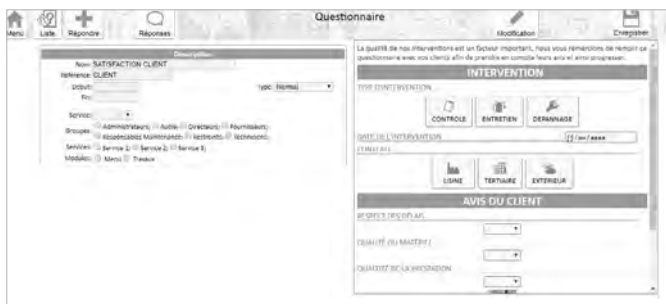 Questionnaire
Menu Liste Répondre Réponses Modification Enregistrer
Description
Nom: SATISFACTION CLIENT
Référence: CLIENT
Début: Type: Normal
Fin:
Service:
Groupes: Administrateurs; Autre; Directeurs; Fournisseurs;
Responsables Maintenance; Restreints; Techniciens;
Services: Service 1; Service 2; Service 3;
Modules: Menu Travaux
La qualité de nos interventions est un facteur important, nous vous remercions de remplir ce
questionnaire avec vos clients afin de prendre en compte leurs avis et ainsi progresser.
INTERVENTION
TYPE D'INTERVENTION
CONTROLE ENTRETIEN DEPANNAGE
DATE DE L'INTERVENTION
USINE TERTIAIRE EXTERIEUR
AVIS DU CLIENT
RESPECT DES DÉLAIS
QUALITÉ DU MATÉRIEL
QUALITÉ DE LA PRESTATION